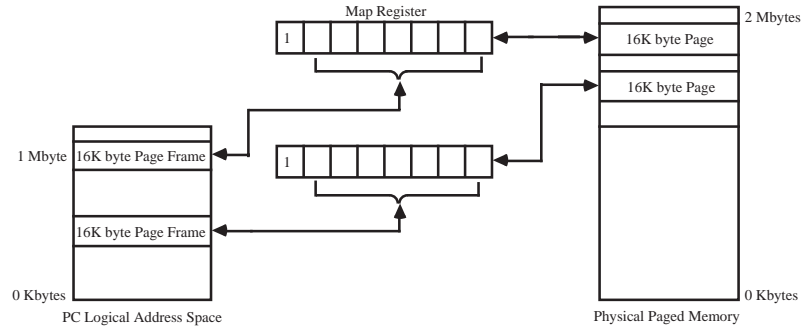 Map Register
2 Mbytes
1
16K byte Page
16K byte Page
1 Mbyte
16K byte Page Frame
1
16K byte Page Frame
0 Kbytes
0 Kbytes
PC Logical Address Space
Physical Paged Memory